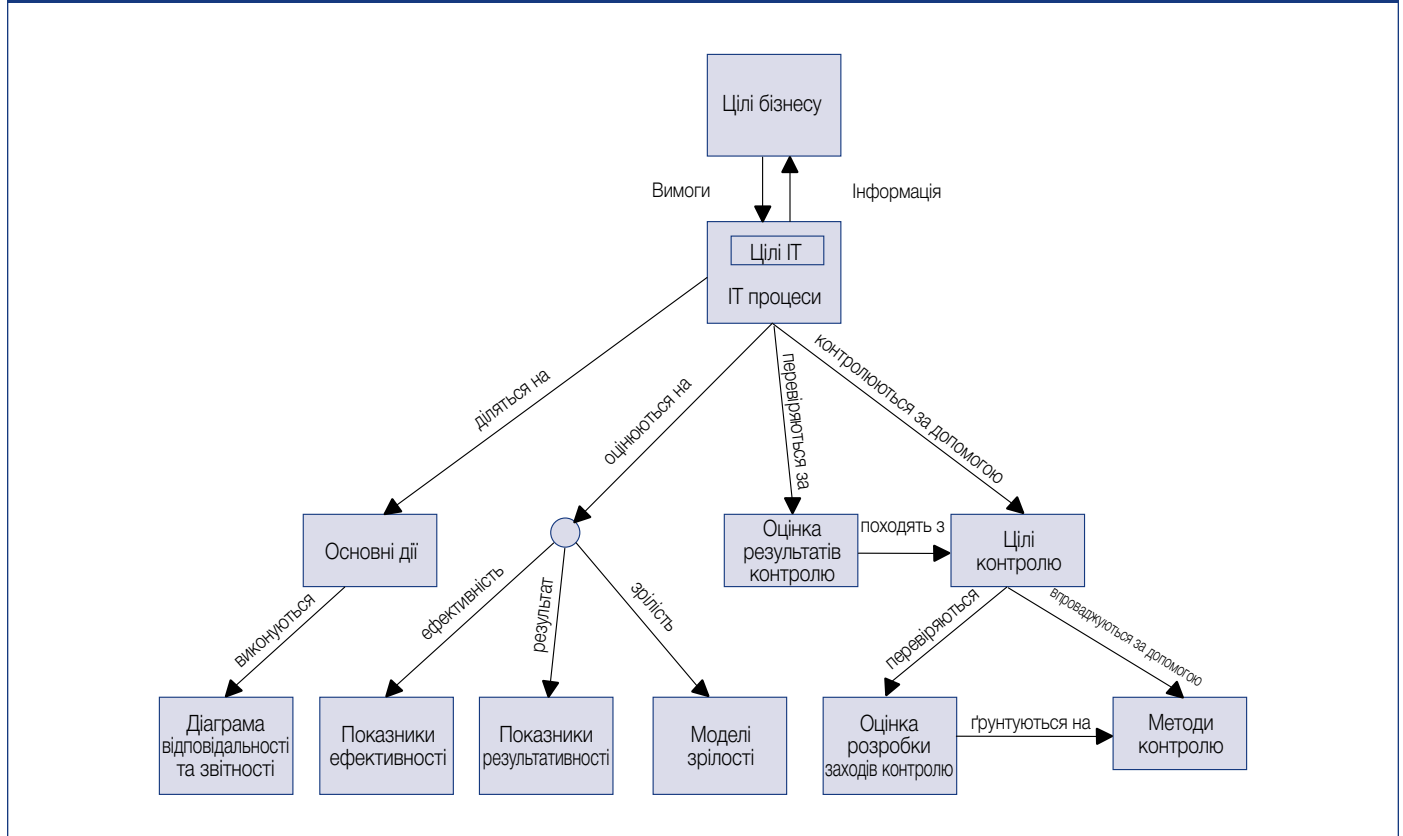 Цілі бізнесу
Вимоги
Інформація
Цілі ІТ
ІТ процеси
діляться на
оцінюються на
перевіряються за
контролюються за допомогою
Основні дії
Оцінка
результатів
контролю
походять з
Цілі
контролю
виконуються
ефективність
результат
зрілість
перевіряються
впроваджуються за допомогою
Діаграма
відповідальності
та звітності
Показники
ефективності
Показники
результативності
Моделі
зрілості
Оцінка
розробки
заходів контролю
ґрунтуються на
Методи
контролю